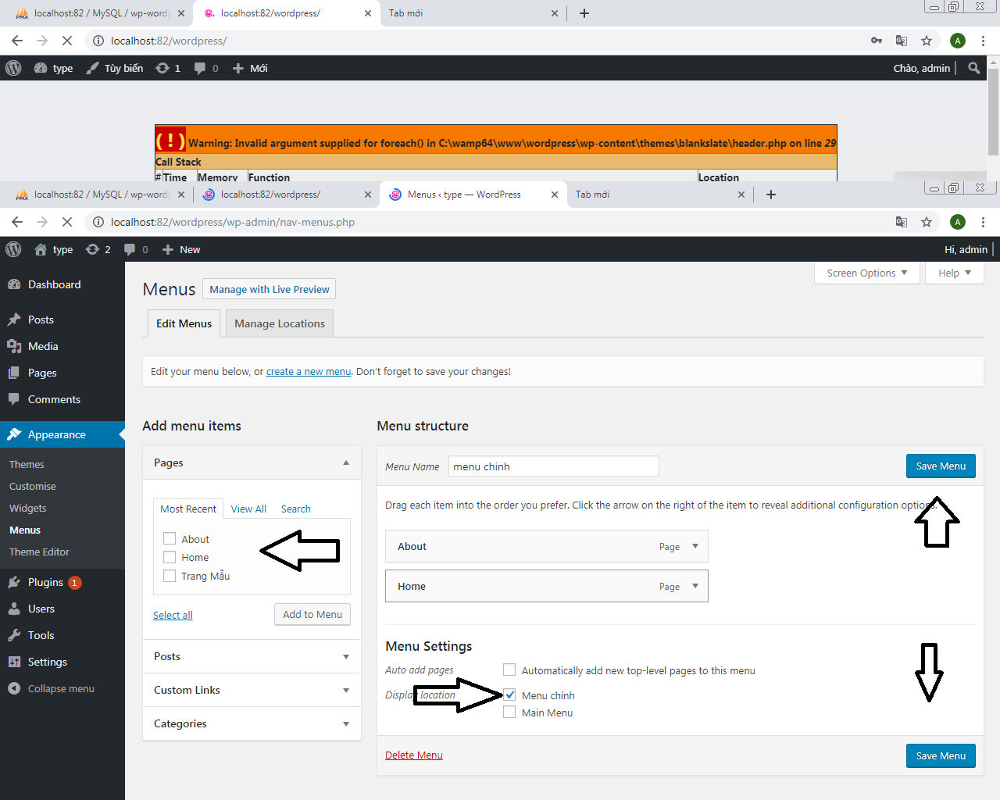 localhost:82 / MySQL / wp-wordp
localhost:82/wordpress/
Tab mới
localhost:82/wordpress/
A
type
Tùy biến
1
0
Mới
Chào, admin
(!) Warning: Invalid argument supplied for foreach() in C:\wamp64\www\wordpress\wp-content\themes\blankslate\header.php on line 29
Call Stack
# Time Memory Function Location
localhost:82 / MySQL / wp-wordp
localhost:82/wordpress/
Menus ‹ type — WordPress
Tab mới
localhost:82/wordpress/wp-admin/nav-menus.php
A
type
2
0
New
Hi, admin
Screen Options
Help
Dashboard
Posts
Media
Pages
Comments
Appearance
Themes
Customise
Widgets
Menus
Theme Editor
Plugins 1
Users
Tools
Settings
Collapse menu
Menus
Manage with Live Preview
Edit Menus
Manage Locations
Edit your menu below, or create a new menu. Don't forget to save your changes!
Add menu items
Pages
Most Recent
View All
Search
About
Home
Trang Mẫu
Select all
Add to Menu
Posts
Custom Links
Categories
Menu structure
Menu Name
menu chinh
Save Menu
Drag each item into the order you prefer. Click the arrow on the right of the item to reveal additional configuration options.
About
Page
Home
Page
Menu Settings
Auto add pages
Automatically add new top-level pages to this menu
Display location
Menu chính
Main Menu
Delete Menu
Save Menu